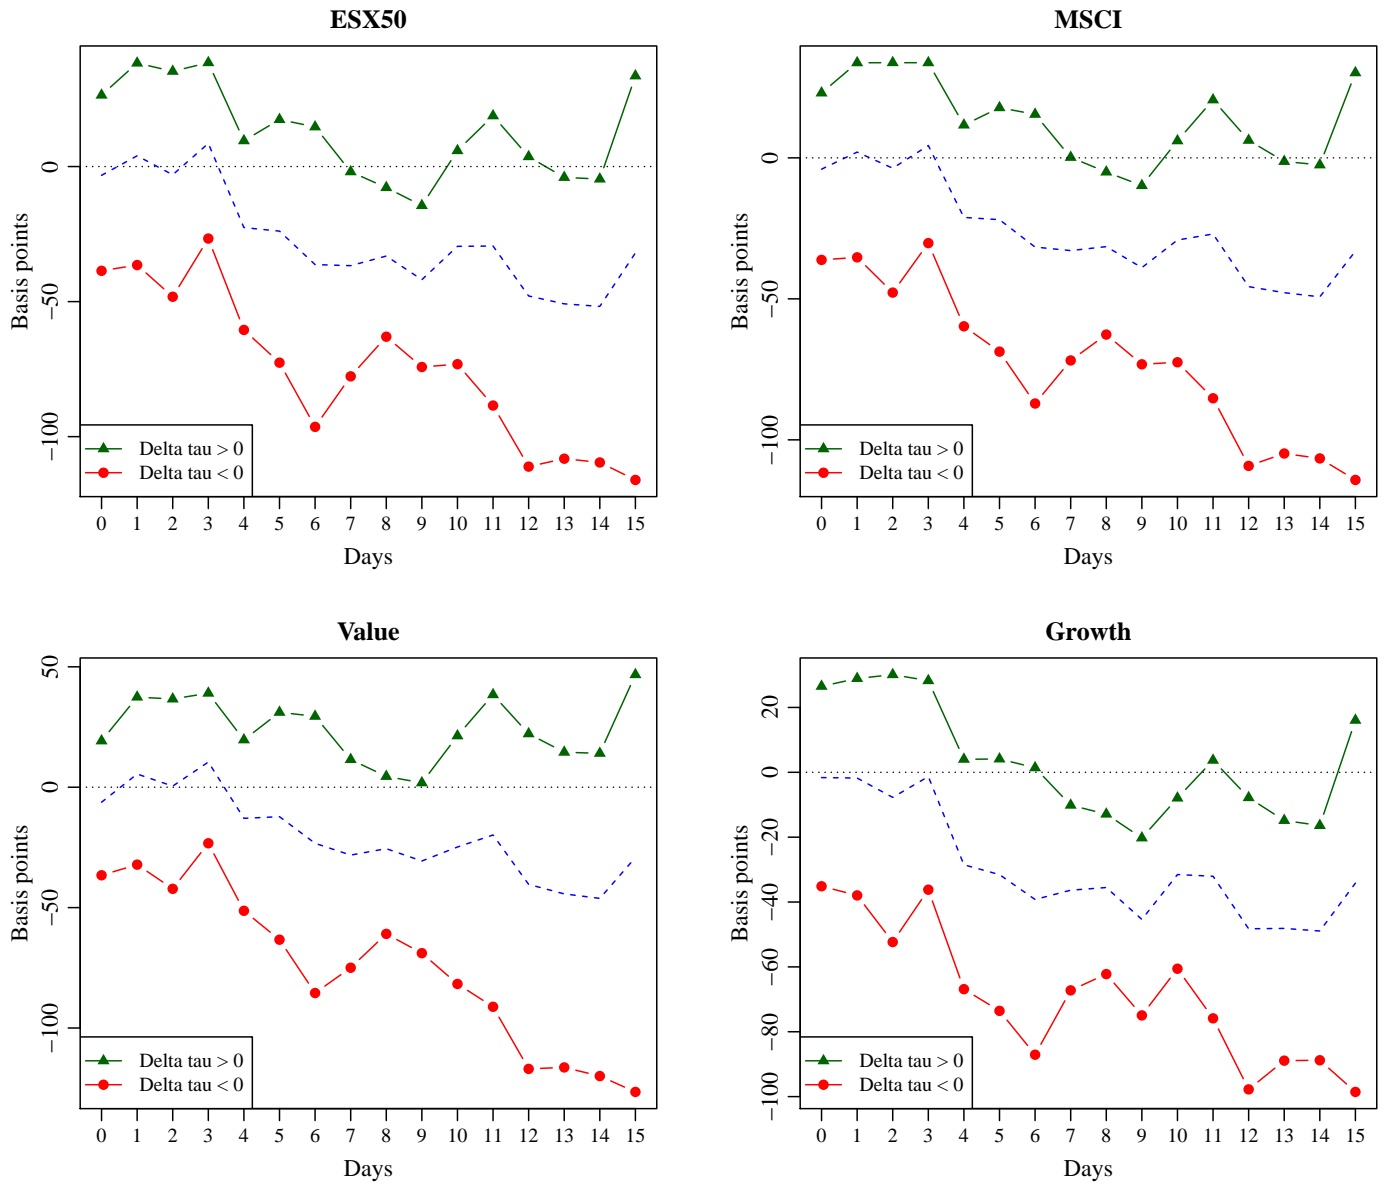 ESX50
Basis points
0
−50
−100
Delta tau > 0
Delta tau < 0
0 1 2 3 4 5 6 7 8 9 10 11 12 13 14 15
Days
MSCI
Basis points
0
−50
−100
Delta tau > 0
Delta tau < 0
0 1 2 3 4 5 6 7 8 9 10 11 12 13 14 15
Days
Value
Basis points
50
0
−50
−100
Delta tau > 0
Delta tau < 0
0 1 2 3 4 5 6 7 8 9 10 11 12 13 14 15
Days
Growth
Basis points
20
0
−20
−40
−60
−80
−100
Delta tau > 0
Delta tau < 0
0 1 2 3 4 5 6 7 8 9 10 11 12 13 14 15
Days